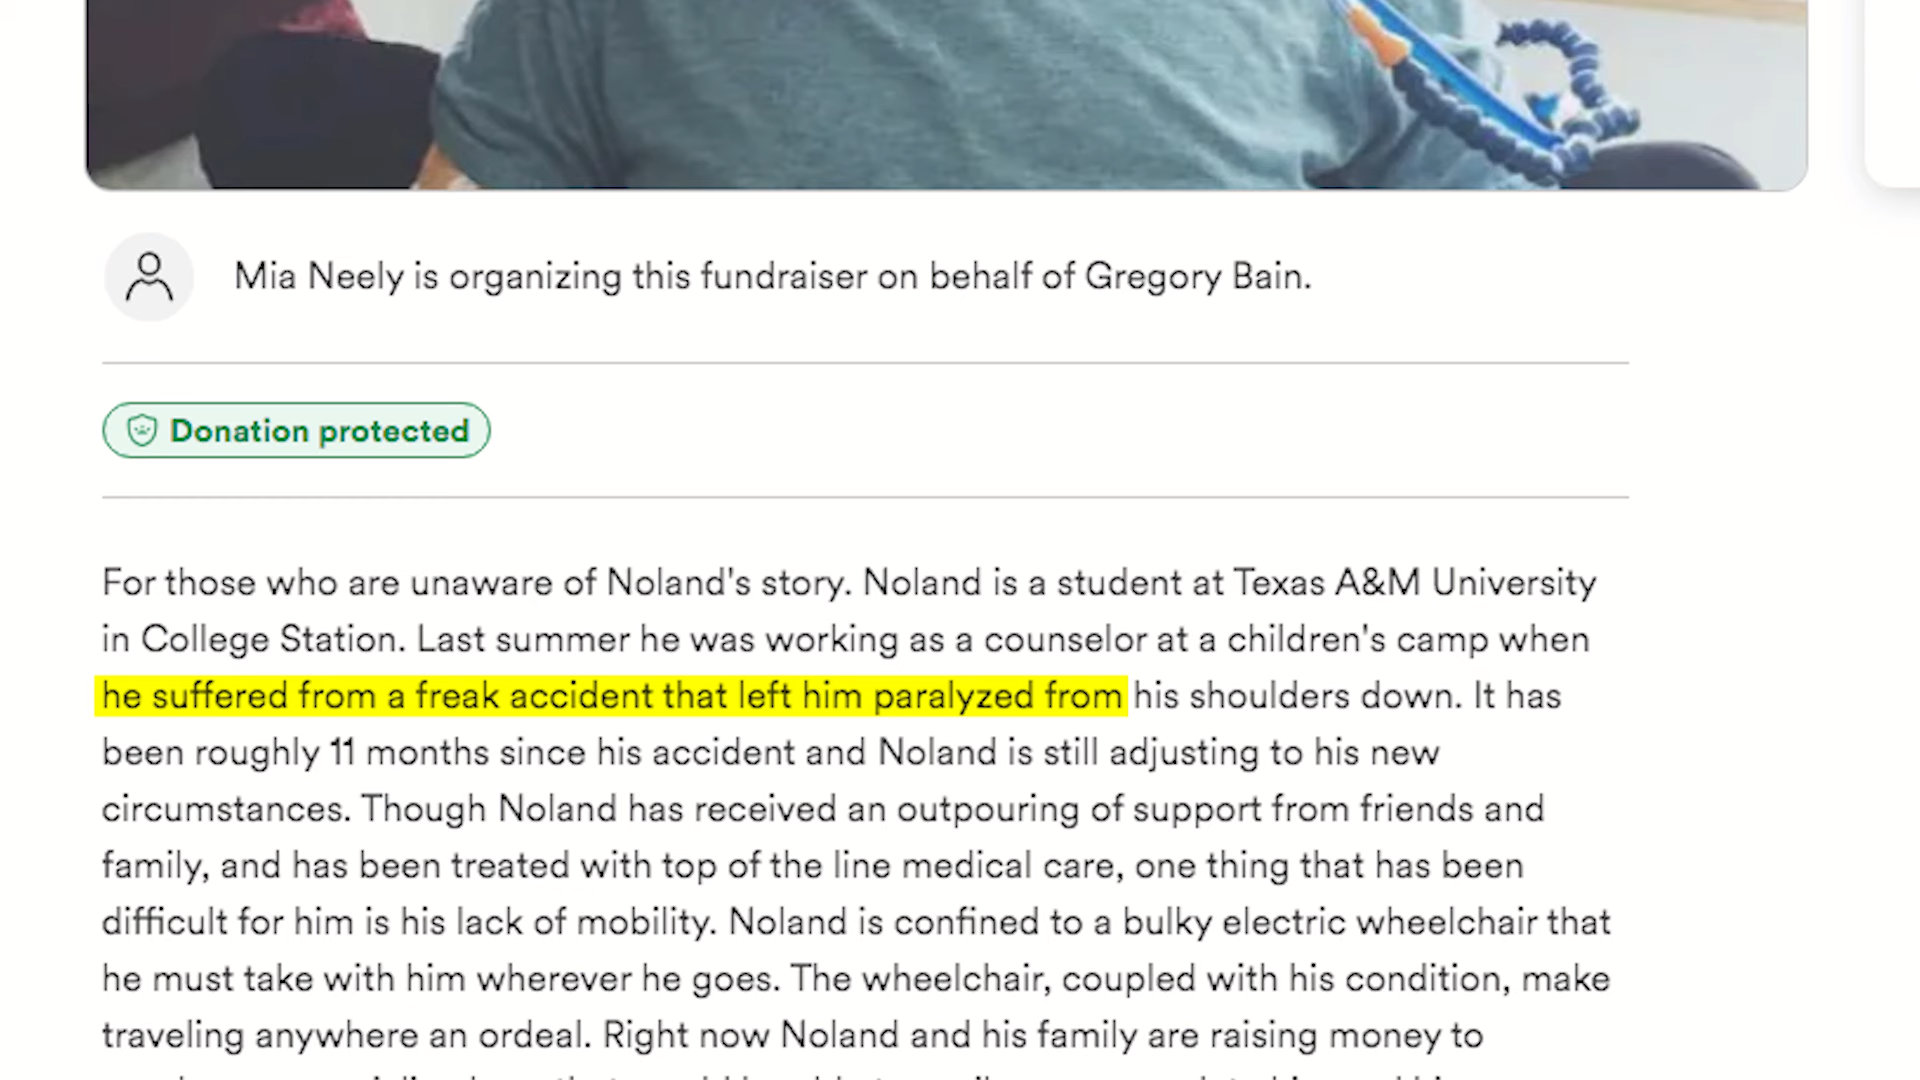 Mia Neely is organizing this fundraiser on behalf of Gregory Bain.
Donation protected
For those who are unaware of Noland's story. Noland is a student at Texas A&M University
in College Station. Last summer he was working as a counselor at a children's camp when
he suffered from a freak accident that left him paralyzed from his shoulders down. It has
been roughly 11 months since his accident and Noland is still adjusting to his new
circumstances. Though Noland has received an outpouring of support from friends and
family, and has been treated with top of the line medical care, one thing that has been
difficult for him is his lack of mobility. Noland is confined to a bulky electric wheelchair that
he must take with him wherever he goes. The wheelchair, coupled with his condition, make
traveling anywhere an ordeal. Right now Noland and his family are raising money to